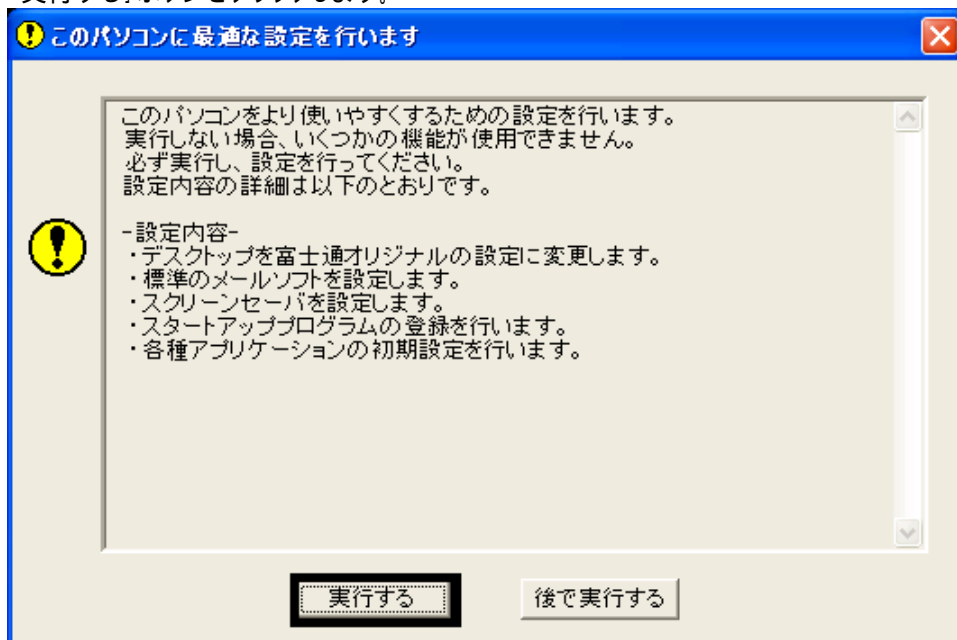 実行する」ボタンをクリックします。
このパソコンに最適な設定を行います
このパソコンをより使いやすくするための設定を行います。
実行しない場合、いくつかの機能が使用できません。
必ず実行し、設定を行ってください。
設定内容の詳細は以下のとおりです。
-設定内容-
・デスクトップを富士通オリジナルの設定に変更します。
・標準のメールソフトを設定します。
・スクリーンセーバを設定します。
・スタートアッププログラムの登録を行います。
・各種アプリケーションの初期設定を行います。
実行する
後で実行する